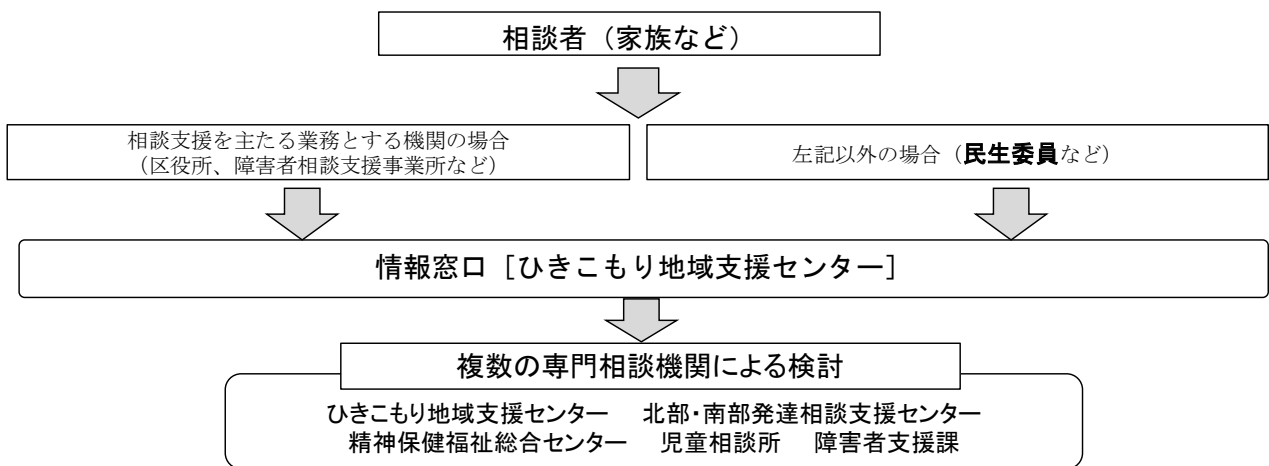 相談者（家族など）
相談支援を主たる業務とする機関の場合
（区役所、障害者相談支援事業所など）
左記以外の場合（民生委員など）
情報窓口［ひきこもり地域支援センター］
複数の専門相談機関による検討
ひきこもり地域支援センター　北部・南部発達相談支援センター
精神保健福祉総合センター　児童相談所　障害者支援課